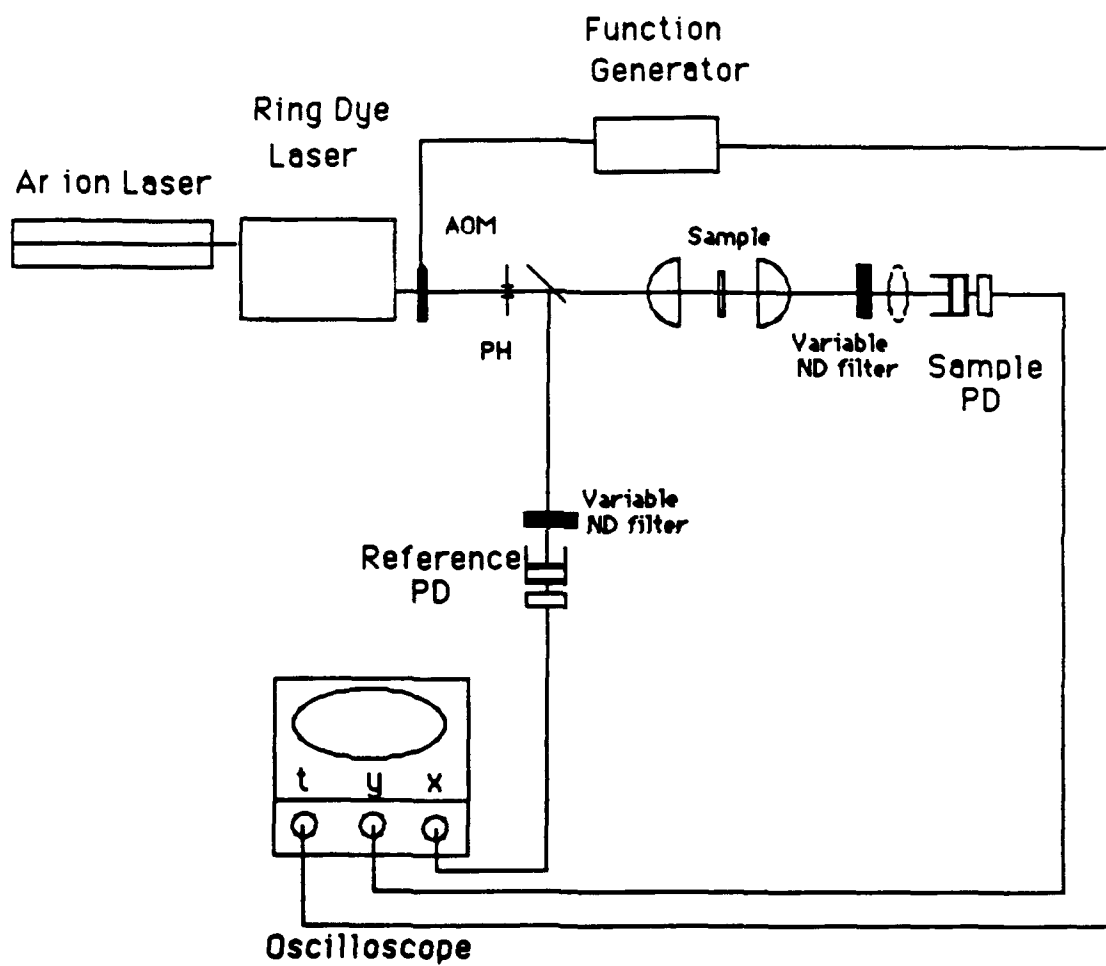 Function
Generator
Ring Dye
Laser
Ar ion Laser
AOM
Sample
PH
Variable
ND filter
Sample
PD
Variable
ND filter
Reference
PD
t y x
Oscilloscope